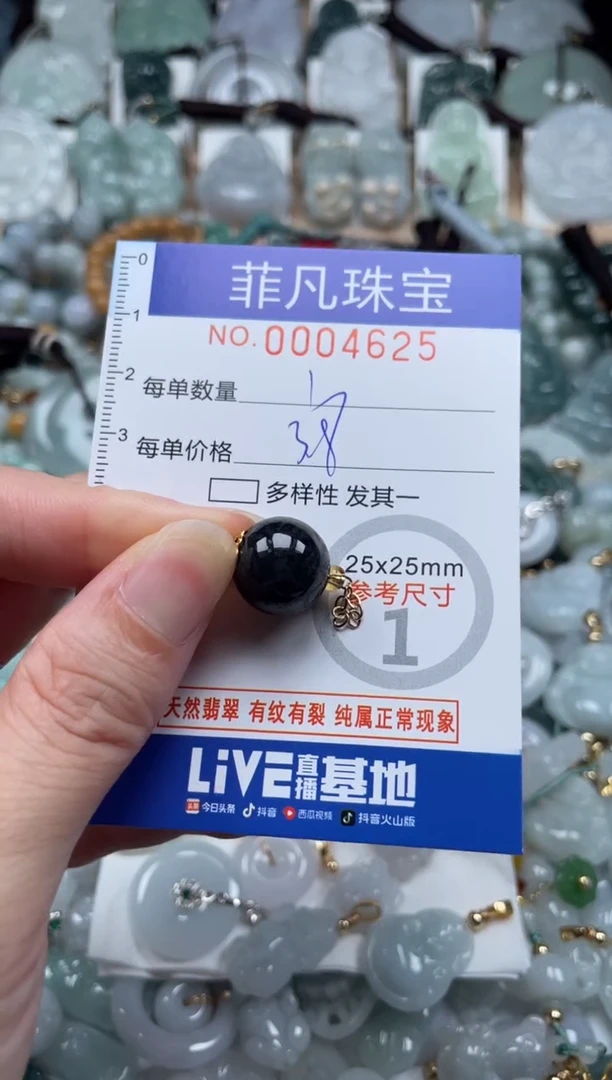 0
菲凡珠宝
1
NO.0004625
2
每单数量 1
3
每单价格 38
多样性 发其一
25x25mm
参考尺寸
1
天然翡翠 有纹有裂 纯属正常现象
LiVE直播基地
头条 今日头条 抖音 西瓜视频 抖音火山版